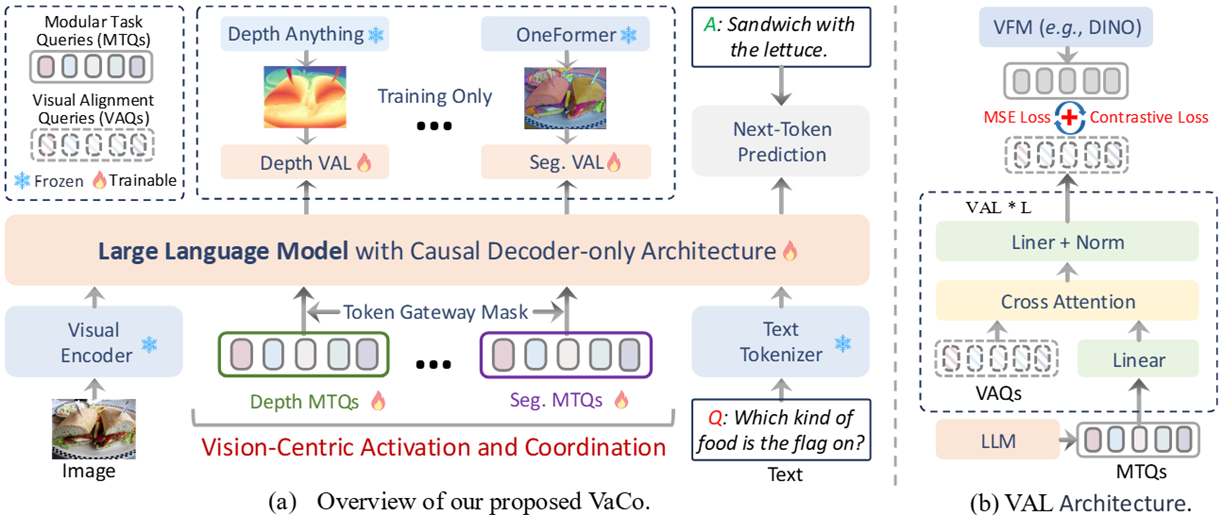 Modular Task
Queries (MTQs)
Visual Alignment
Queries (VAQs)
Frozen
Trainable
Depth Anything
OneFormer
Training Only
...
Depth VAL
Seg. VAL
A: Sandwich with
the lettuce.
Next-Token
Prediction
Large Language Model with Causal Decoder-only Architecture
Visual
Encoder
Token Gateway Mask
...
Text
Tokenizer
Depth MTQs
Seg. MTQs
Vision-Centric Activation and Coordination
Image
Q: Which kind of
food is the flag on?
Text
(a) Overview of our proposed VaCo.
VFM (e.g., DINO)
MSE Loss
Contrastive Loss
VAL * L
Liner + Norm
Cross Attention
VAQs
Linear
LLM
MTQs
(b) VAL Architecture.